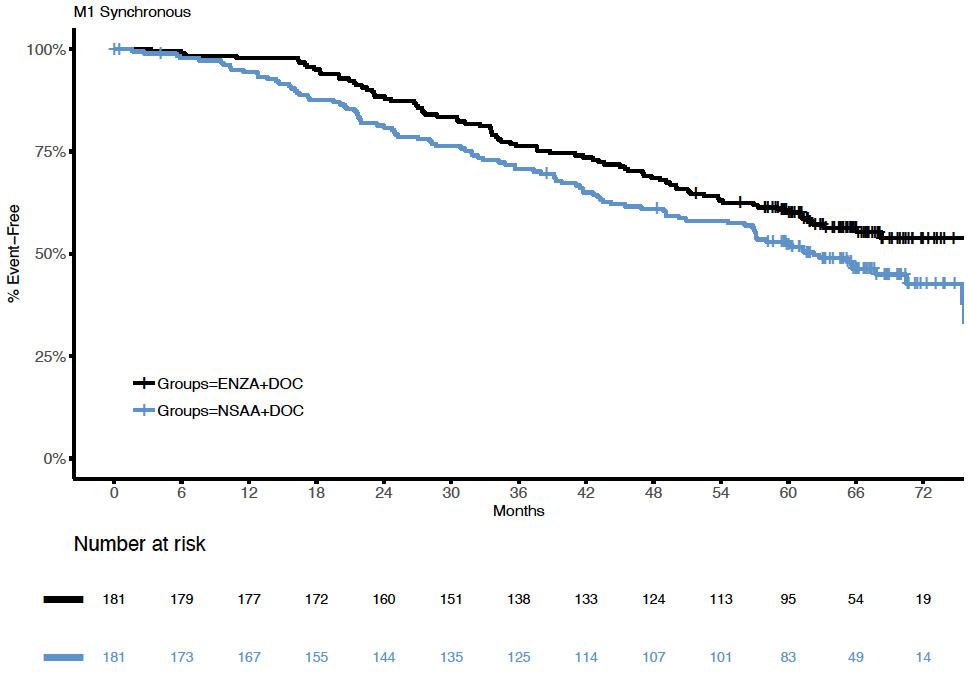 M1 Synchronous
100%
75%
50%
25%
0%
% Event−Free
Groups=ENZA+DOC
Groups=NSAA+DOC
0 6 12 18 24 30 36 42 48 54 60 66 72
Months
Number at risk
181 179 177 172 160 151 138 133 124 113 95 54 19
181 173 167 155 144 135 125 114 107 101 83 49 14